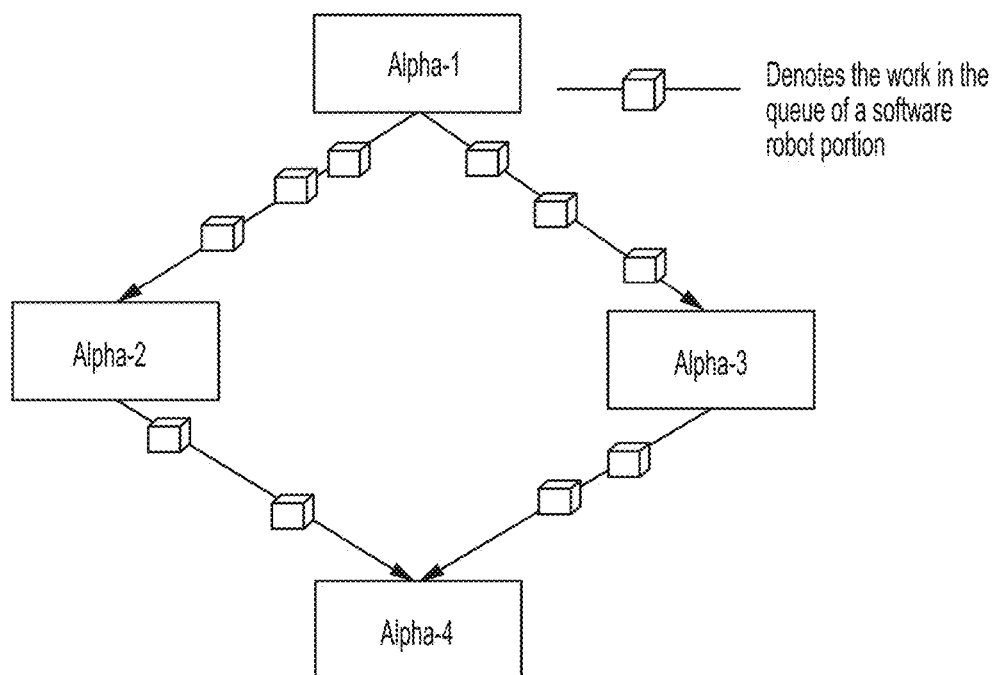 Alpha-1
Denotes the work in the
queue of a software
robot portion
Alpha-2
Alpha-3
Alpha-4